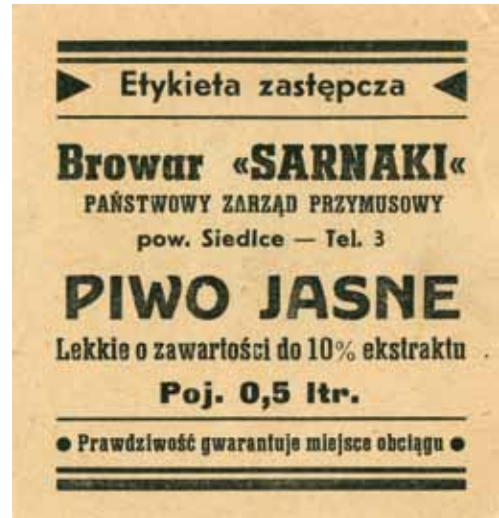 Etykieta zastępcza
Browar «SARNAKI«
PAŃSTWOWY ZARZĄD PRZYMUSOWY
pow. Siedlce — Tel. 3
PIWO JASNE
Lekkie o zawartości do 10% ekstraktu
Poj. 0,5 ltr.
● Prawdziwość gwarantuje miejsce obciągu ●